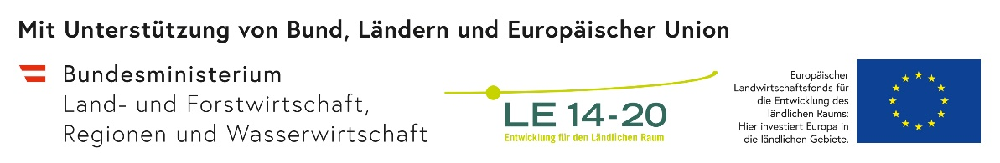 Mit Unterstützung von Bund, Ländern und Europäischer Union
Bundesministerium
Land- und Forstwirtschaft,
Regionen und Wasserwirtschaft
LE 14-20
Entwicklung für den Ländlichen Raum
Europäischer
Landwirtschaftsfonds für
die Entwicklung des
ländlichen Raums:
Hier investiert Europa in
die ländlichen Gebiete.